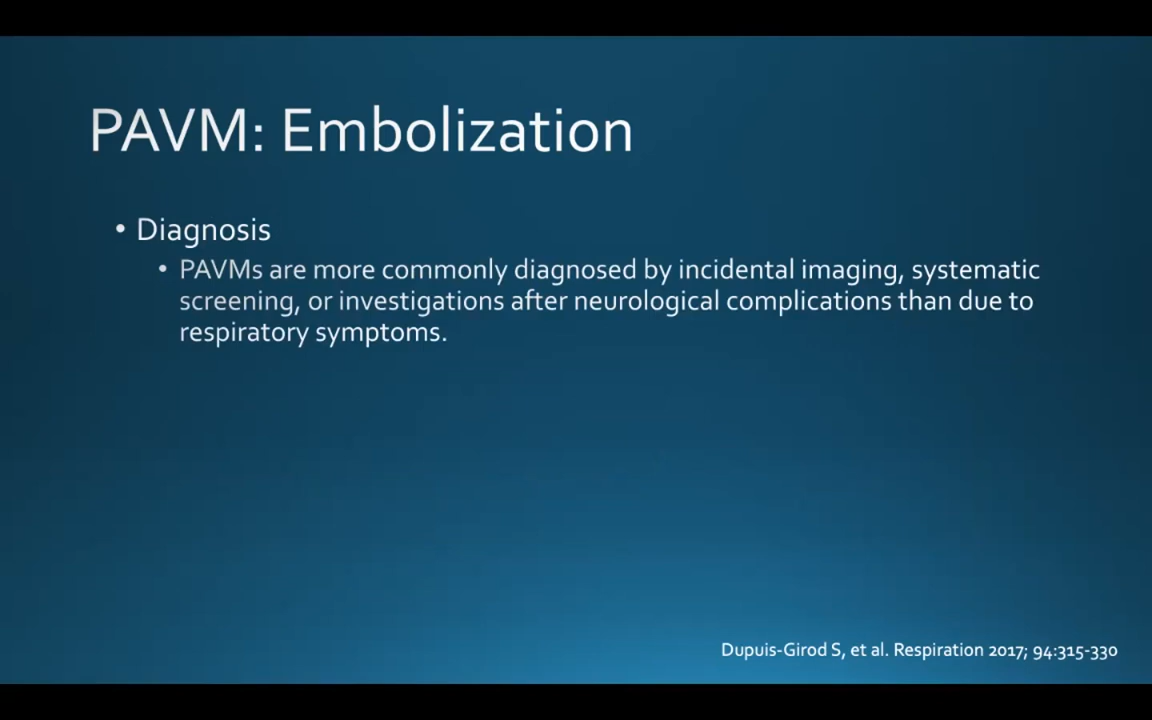 PAVM: Embolization
• Diagnosis
• PAVMs are more commonly diagnosed by incidental imaging, systematic
screening, or investigations after neurological complications than due to
respiratory symptoms.
Dupuis-Girod S, et al. Respiration 2017; 94:315-330